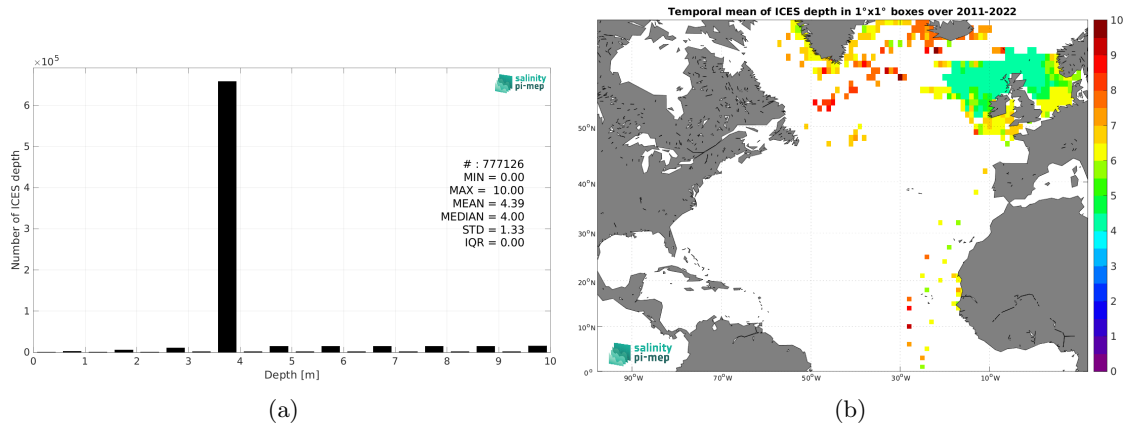 ×10⁵
6
5
4
3
2
1
0
Number of ICES depth
0 1 2 3 4 5 6 7 8 9 10
Depth [m]
salinity
pi-mep
# : 777126
MIN = 0.00
MAX = 10.00
MEAN = 4.39
MEDIAN = 4.00
STD = 1.33
IQR = 0.00
(a)
Temporal mean of ICES depth in 1°x1° boxes over 2011-2022
50°N
40°N
30°N
20°N
10°N
0°
90°W 70°W 50°W 30°W 10°W
salinity
pi-mep
10
9
8
7
6
5
4
3
2
1
0
(b)